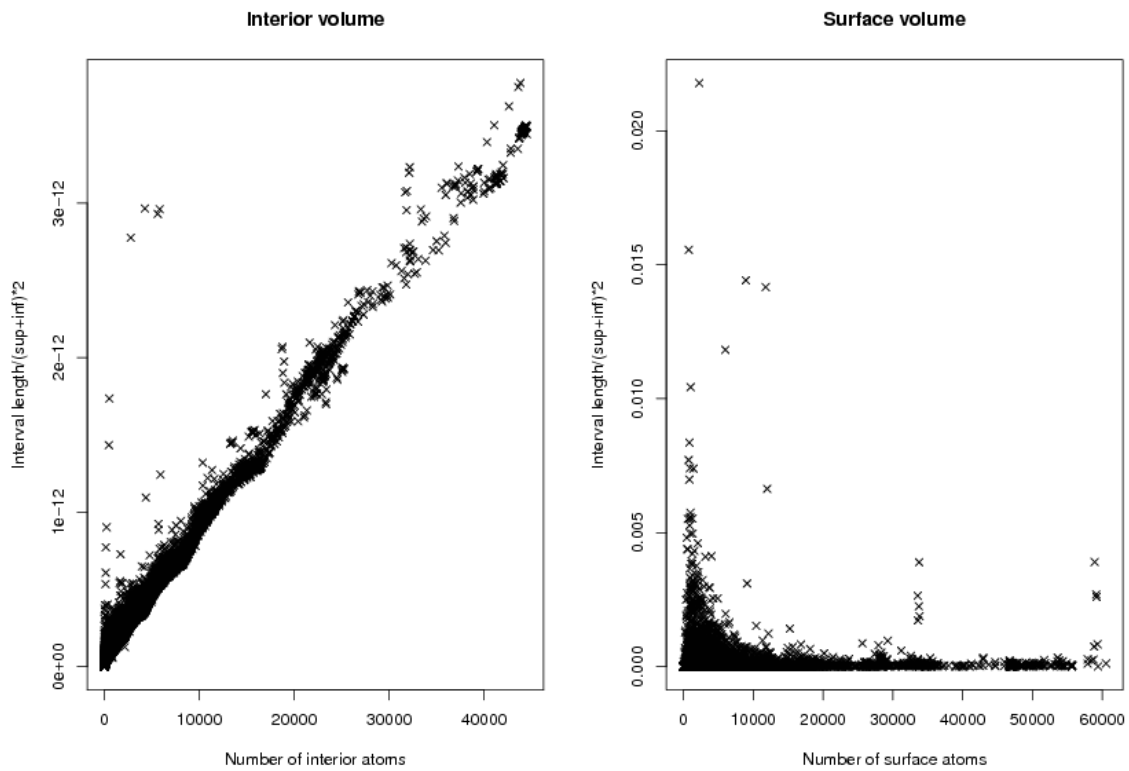 Interior volume
Interval length/(sup+inf)*2
3e-12
2e-12
1e-12
0e+00
0 10000 20000 30000 40000
Number of interior atoms
Surface volume
Interval length/(sup+inf)*2
0.020
0.015
0.010
0.005
0.000
0 10000 20000 30000 40000 50000 60000
Number of surface atoms